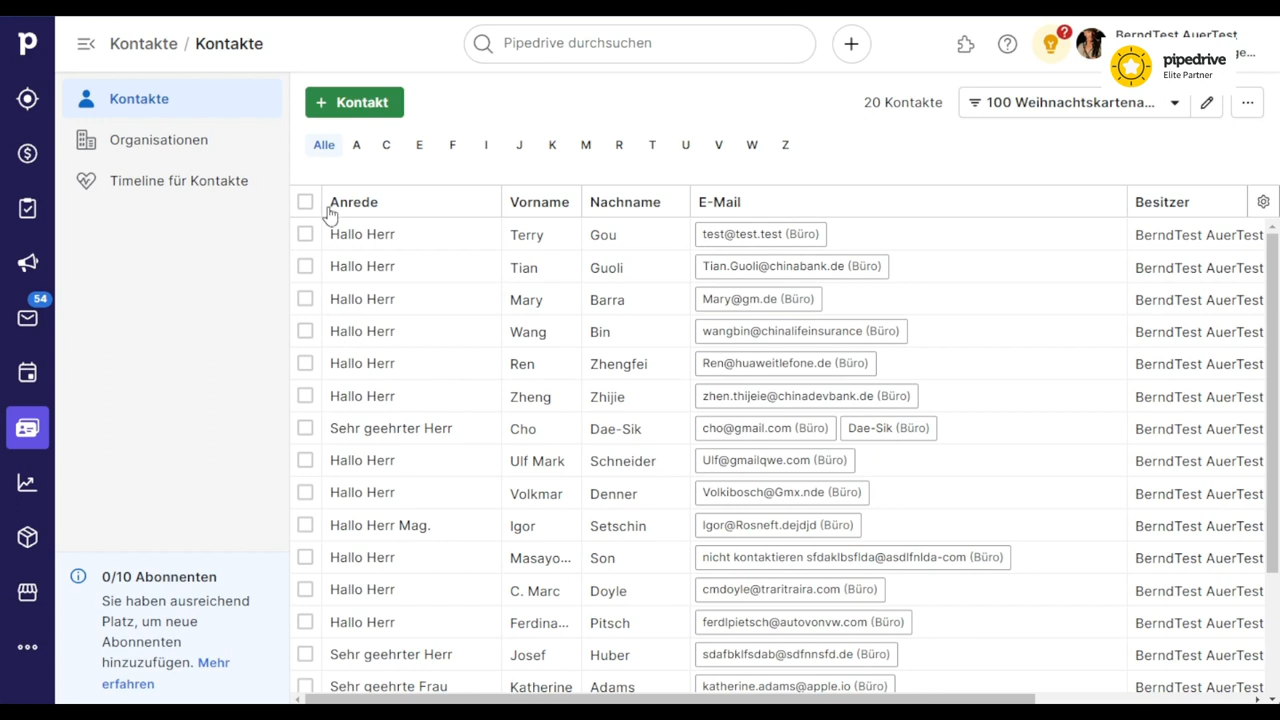 Kontakte / Kontakte
Pipedrive durchsuchen
?
BerndTest AuerTest
pipedrive
Elite Partner
Kontakte
Organisationen
Timeline für Kontakte
+ Kontakt
20 Kontakte
100 Weihnachtskartena...
Alle A C E F I J K M R T U V W Z
Anrede Vorname Nachname E-Mail Besitzer
Hallo Herr Terry Gou test@test.test (Büro) BerndTest AuerTest
Hallo Herr Tian Guoli Tian.Guoli@chinabank.de (Büro) BerndTest AuerTest
Hallo Herr Mary Barra Mary@gm.de (Büro) BerndTest AuerTest
Hallo Herr Wang Bin wangbin@chinalifeinsurance (Büro) BerndTest AuerTest
Hallo Herr Ren Zhengfei Ren@huaweitlefone.de (Büro) BerndTest AuerTest
Hallo Herr Zheng Zhijie zhen.thijeie@chinadevbank.de (Büro) BerndTest AuerTest
Sehr geehrter Herr Cho Dae-Sik cho@gmail.com (Büro) Dae-Sik (Büro) BerndTest AuerTest
Hallo Herr Ulf Mark Schneider Ulf@gmailqwe.com (Büro) BerndTest AuerTest
Hallo Herr Volkmar Denner Volkibosch@Gmx.nde (Büro) BerndTest AuerTest
Hallo Herr Mag. Igor Setschin Igor@Rosneft.dejdjd (Büro) BerndTest AuerTest
Hallo Herr Masayo... Son nicht kontaktieren sfdaklbsflda@asdlfnlda-com (Büro) BerndTest AuerTest
Hallo Herr C. Marc Doyle cmdoyle@traritraira.com (Büro) BerndTest AuerTest
Hallo Herr Ferdina... Pitsch ferdlpietsch@autovonvw.com (Büro) BerndTest AuerTest
Sehr geehrter Herr Josef Huber sdafbklfsdab@sdfnnsfd.de (Büro) BerndTest AuerTest
Sehr geehrte Frau Katherine Adams katherine.adams@apple.io (Büro) BerndTest AuerTest
54
0/10 Abonnenten
Sie haben ausreichend
Platz, um neue
Abonnenten
hinzuzufügen. Mehr
erfahren